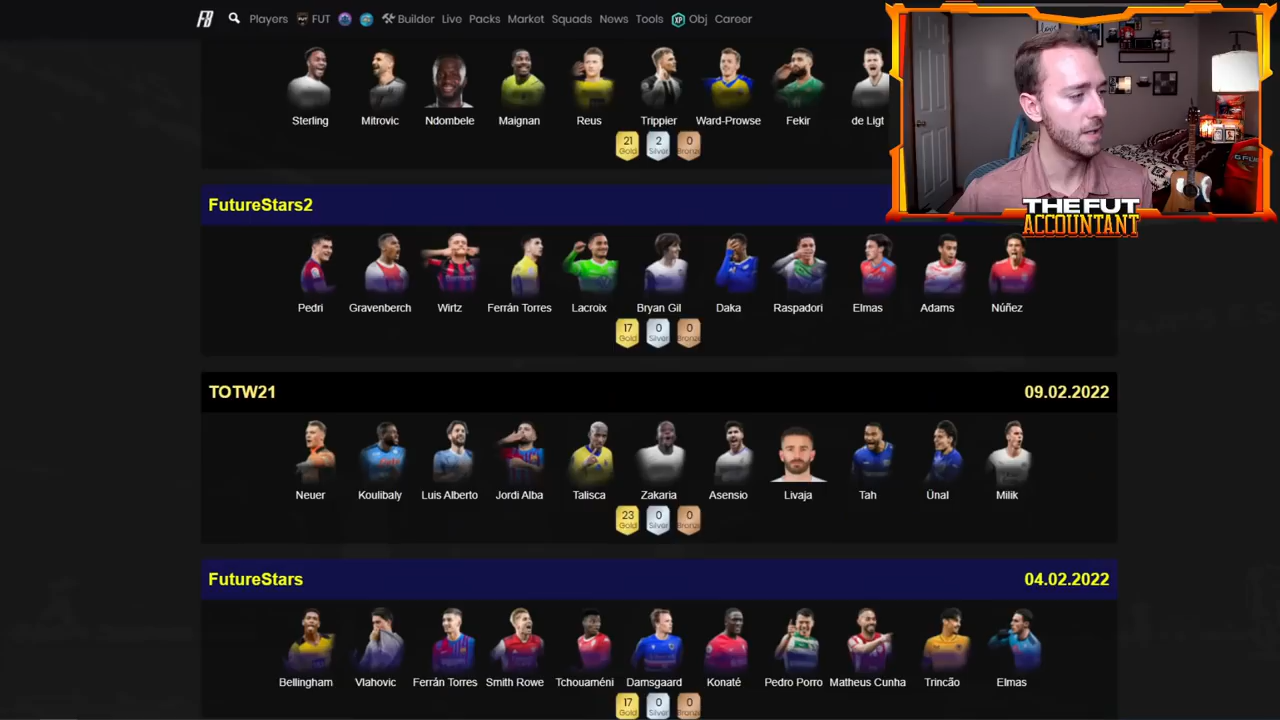 FB Players FUT Builder Live Packs Market Squads News Tools XP Obj Career
Sterling Mitrovic Ndombele Maignan Reus Trippier Ward-Prowse Fekir de Ligt
21 Gold 2 Silver 0 Bronze
THE FUT
ACCOUNTANT
FutureStars2
Pedri Gravenberch Wirtz Ferrán Torres Lacroix Bryan Gil Daka Raspadori Elmas Adams Núñez
17 Gold 0 Silver 0 Bronze
TOTW21 09.02.2022
Neuer Koulibaly Luis Alberto Jordi Alba Talisca Zakaria Asensio Livaja Tah Ünal Milik
23 Gold 0 Silver 0 Bronze
FutureStars 04.02.2022
Bellingham Vlahovic Ferrán Torres Smith Rowe Tchouaméni Damsgaard Konaté Pedro Porro Matheus Cunha Trincão Elmas
17 Gold 0 Silver 0 Bronze